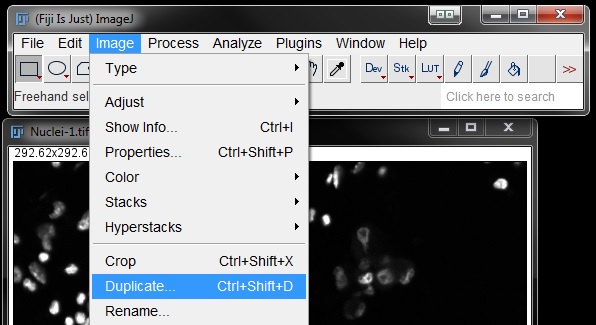 (Fiji Is Just) ImageJ
File Edit Image Process Analyze Plugins Window Help
Dev Stk LUT >>
Freehand sel
Click here to search
Nuclei-1.tif
292.62x292.6
Type
Adjust
Show Info... Ctrl+I
Properties... Ctrl+Shift+P
Color
Stacks
Hyperstacks
Crop Ctrl+Shift+X
Duplicate... Ctrl+Shift+D
Rename...